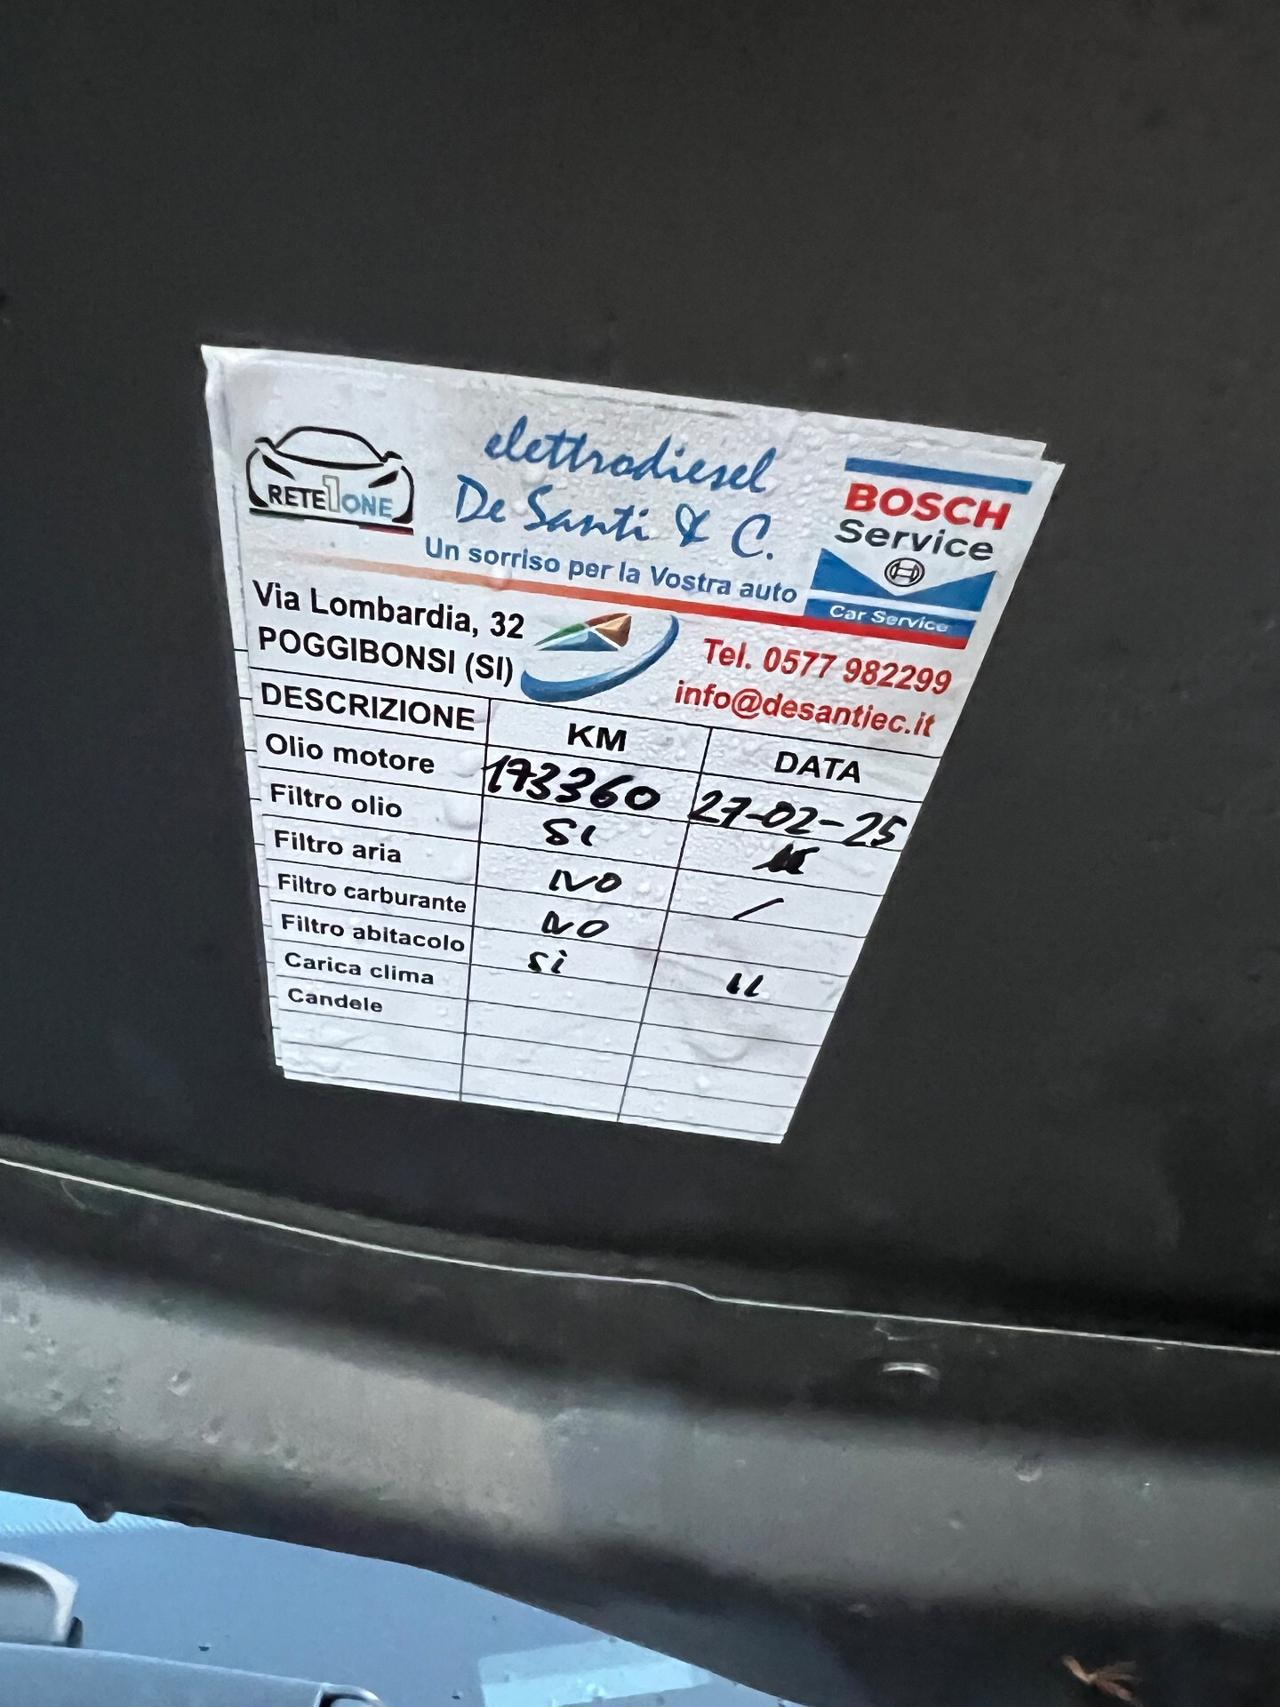 RETE1ONE
elettrodiesel
De Santi & C.
Un sorriso per la Vostra auto
BOSCH
Service
Car Service
Via Lombardia, 32
POGGIBONSI (SI)
Tel. 0577 982299
info@desantiec.it
DESCRIZIONE KM DATA
Olio motore 173360 27-02-25
Filtro olio SI
Filtro aria NO /
Filtro carburante NO
Filtro abitacolo Si 11
Carica clima
Candele